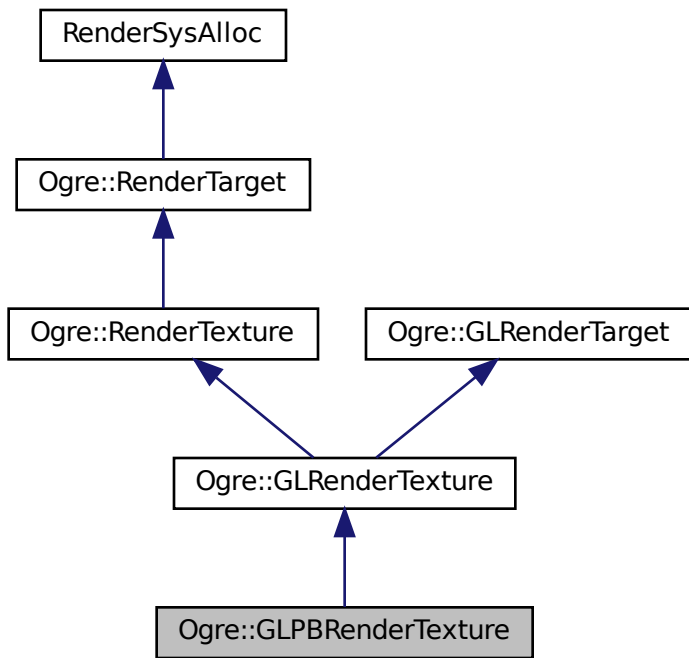 RenderSysAlloc
Ogre::RenderTarget
Ogre::RenderTexture
Ogre::GLRenderTarget
Ogre::GLRenderTexture
Ogre::GLPBRenderTexture